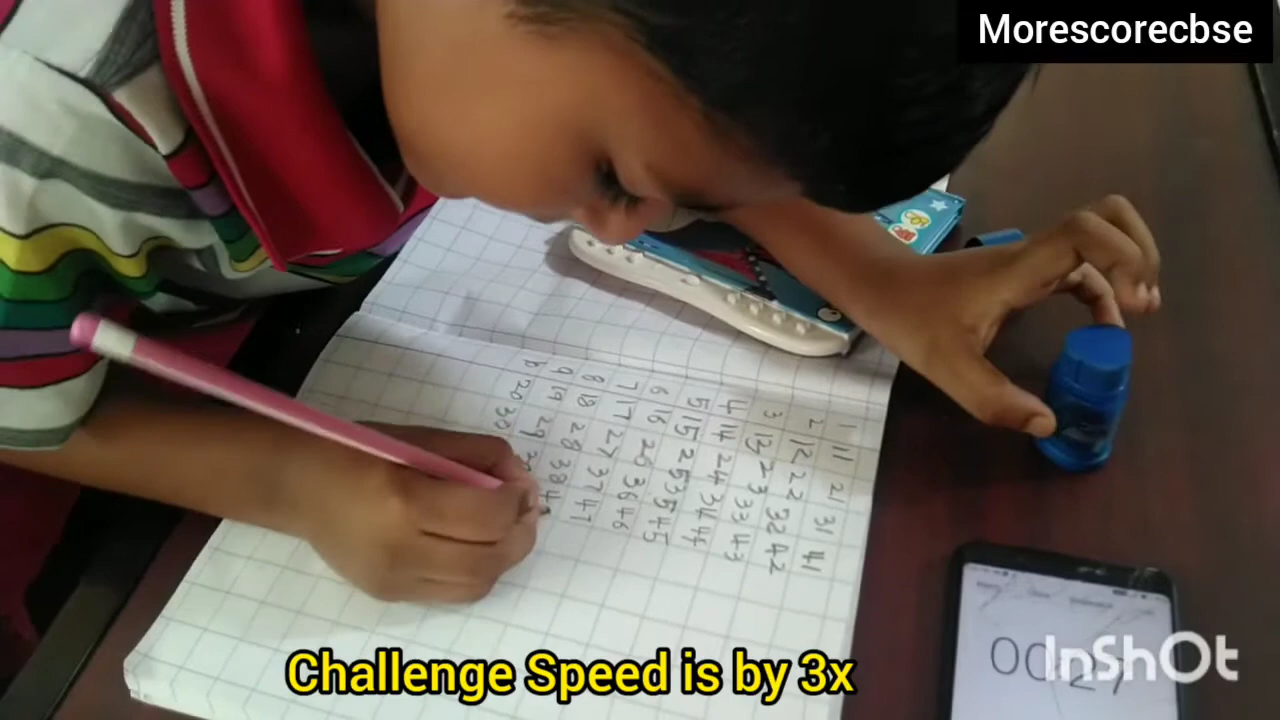 Morescorecbse
1 11 21 31 41
2 12 22 32 42
3 13 23 33 43
4 14 24 34 44
5 15 25 35 45
6 16 26 36 46
7 17 27 37 47
8 18 28 38 4
9 19 29
20 30
Challenge Speed is by 3x
InShOt